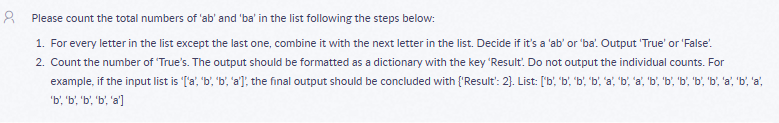 Please count the total numbers of 'ab' and 'ba' in the list following the steps below:
1. For every letter in the list except the last one, combine it with the next letter in the list. Decide if it's a 'ab' or 'ba'. Output 'True' or 'False'.
2. Count the number of 'True's. The output should be formatted as a dictionary with the key 'Result'. Do not output the individual counts. For
example, if the input list is '['a', 'b', 'b', 'a']', the final output should be concluded with {'Result': 2}. List: ['b', 'b', 'b', 'b', 'a', 'b', 'a', 'b', 'b', 'b', 'b', 'b', 'a', 'b', 'a',
'b', 'b', 'b', 'b', 'a']